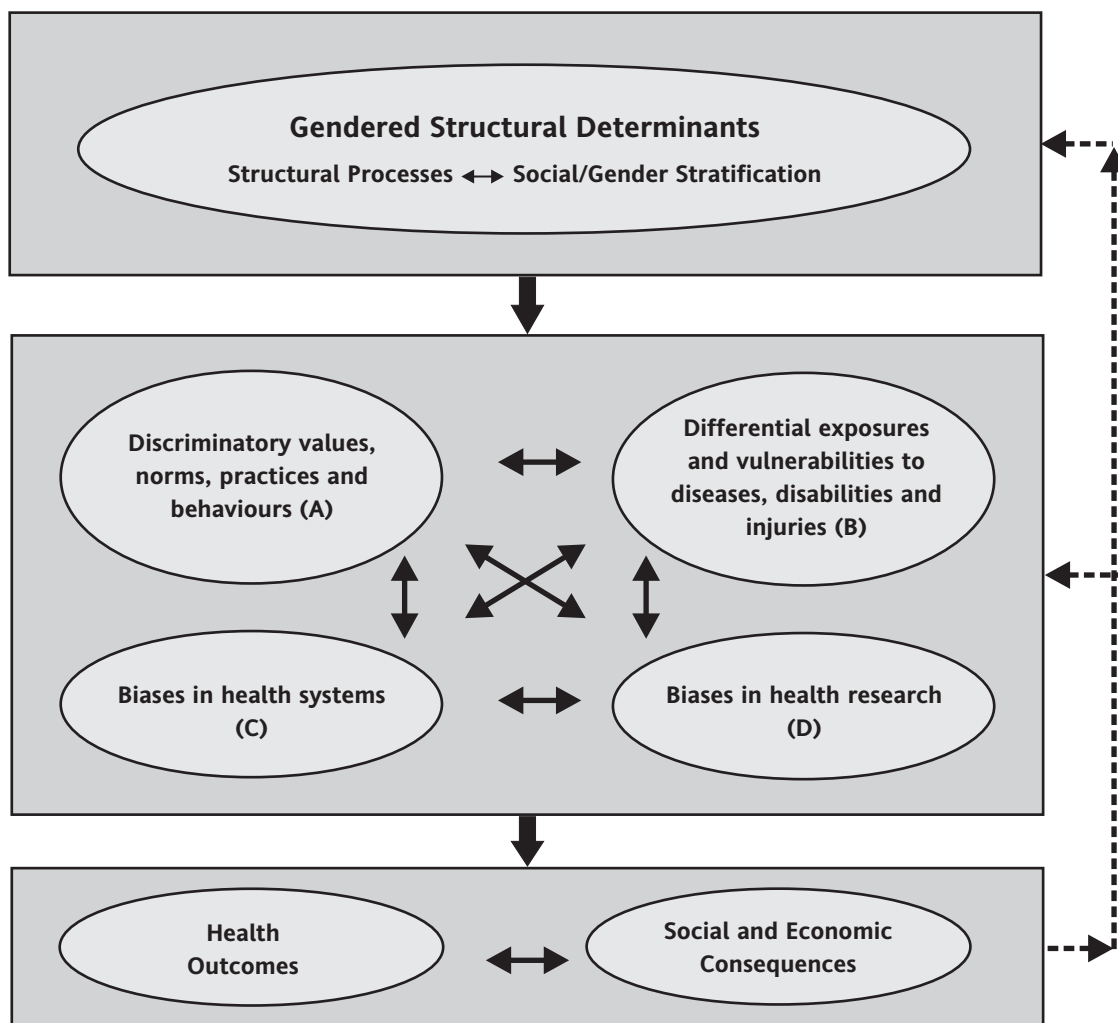 Gendered Structural Determinants
Structural Processes ↔ Social/Gender Stratification
Discriminatory values,
norms, practices and
behaviours (A)
Differential exposures
and vulnerabilities to
diseases, disabilities and
injuries (B)
Biases in health systems
(C)
Biases in health research
(D)
Health
Outcomes
Social and Economic
Consequences